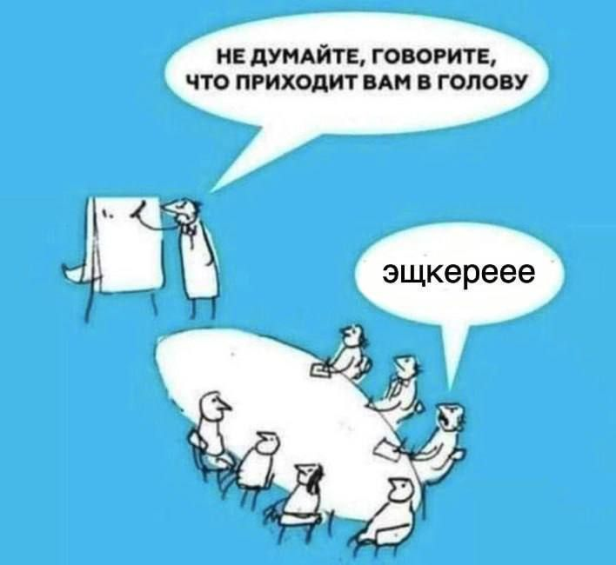 НЕ ДУМАЙТЕ, ГОВОРИТЕ,
ЧТО ПРИХОДИТ ВАМ В ГОЛОВУ
эщкереее